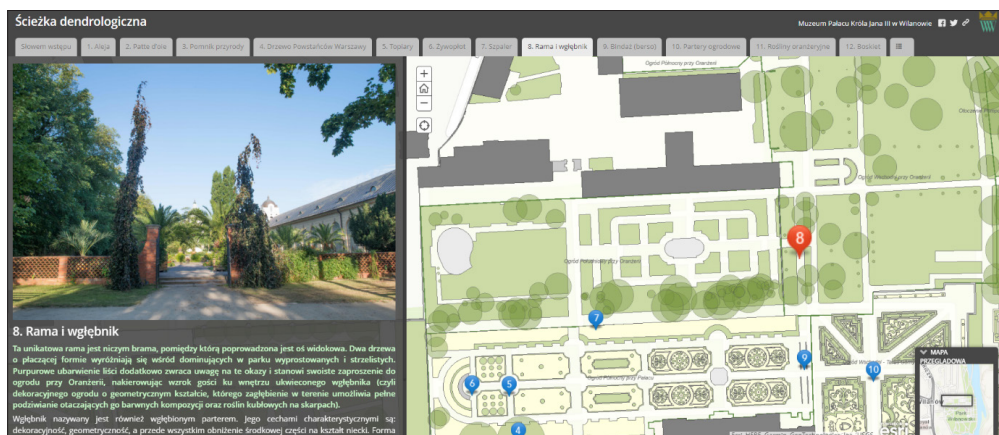 Ścieżka dendrologiczna
Muzeum Pałacu Króla Jana III w Wilanowie
Słowem wstępu
1. Aleja
2. Patte d'oie
3. Pomnik przyrody
4. Drzewo Powstańców Warszawy
5. Topiary
6. Żywopłot
7. Szpaler
8. Rama i wgłębnik
9. Bindaż (berso)
10. Partery ogrodowe
11. Rośliny oranżeryjne
12. Boskiet
Ogród Północny przy Oranżerii
Ogród Wschodni przy Oranżerii
8
Ogród Południowy przy Oranżerii
7
9
10
6
5
Ogród Północny przy Pałacu
4
MAPA
PRZEGLĄDOWA
esri
8. Rama i wgłębnik
Ta unikatowa rama jest niczym brama, pomiędzy którą poprowadzona jest oś widokowa. Dwa drzewa
o płaczącej formie wyróżniają się wśród dominujących w parku wyprostowanych i strzelistych.
Purpurowe ubarwienie liści dodatkowo zwraca uwagę na te okazy i stanowi swoiste zaproszenie do
ogrodu przy Oranżerii, nakierowując wzrok gości ku wnętrzu ukwieconego wgłębnika (czyli
dekoracyjnego ogrodu o geometrycznym kształcie, którego zagłębienie w terenie umożliwia pełne
podziwianie otaczających go barwnych kompozycji oraz roślin kubłowych na skarpach).
Wgłębnik nazywany jest również wgłębionym parterem. Jego cechami charakterystycznymi są:
dekoracyjność, geometryczność, a przede wszystkim obniżenie środkowej części na kształt niecki. Forma